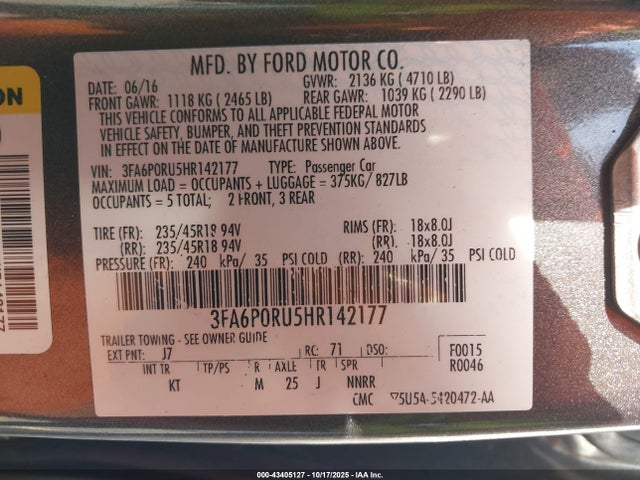 MFD. BY FORD MOTOR CO.
DATE: 06/16 GVWR: 2136 KG ( 4710 LB)
FRONT GAWR: 1118 KG ( 2465 LB) REAR GAWR: 1039 KG ( 2290 LB)
THIS VEHICLE CONFORMS TO ALL APPLICABLE FEDERAL MOTOR
VEHICLE SAFETY, BUMPER, AND THEFT PREVENTION STANDARDS
IN EFFECT ON THE DATE OF MANUFACTURE SHOWN ABOVE.
VIN: 3FA6P0RU5HR142177 TYPE: Passenger Car
MAXIMUM LOAD = OCCUPANTS + LUGGAGE = 375KG/ 827LB
OCCUPANTS = 5 TOTAL; 2 FRONT, 3 REAR
TIRE (FR): 235/45R18 94V RIMS (FR): 18x8.0J
(RR): 235/45R18 94V (RR): 18x8.0J
PRESSURE (FR): 240 kPa/ 35 PSI COLD (RR): 240 kPa/ 35 PSI COLD
3FA6P0RU5HR142177
TRAILER TOWING - SEE OWNER GUIDE
EXT PNT: J7 RC: 71 DSO: F0015
INT TR TP/PS R AXLE TR SPR R0046
KT M 25 J NNRR
CMC 5U5A-5420472-AA
ON
000-43405127 - 10/17/2025 - IAA Inc.